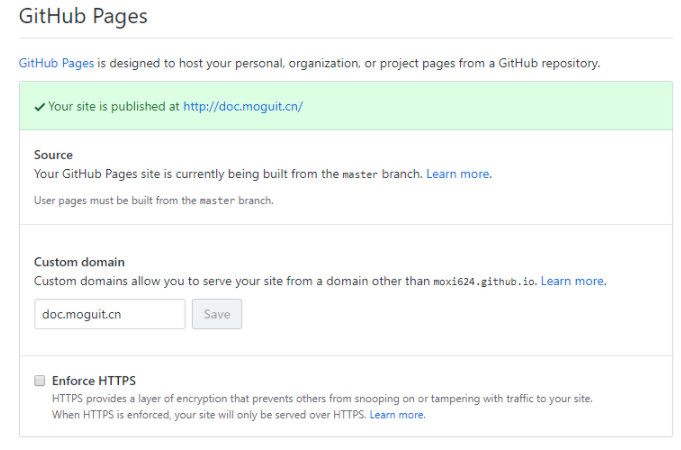 GitHub Pages
GitHub Pages is designed to host your personal, organization, or project pages from a GitHub repository.
Your site is published at http://doc.moguit.cn/
Source
Your GitHub Pages site is currently being built from the master branch. Learn more.
User pages must be built from the master branch.
Custom domain
Custom domains allow you to serve your site from a domain other than moxi624.github.io. Learn more.
doc.moguit.cn Save
Enforce HTTPS
HTTPS provides a layer of encryption that prevents others from snooping on or tampering with traffic to your site.
When HTTPS is enforced, your site will only be served over HTTPS. Learn more.